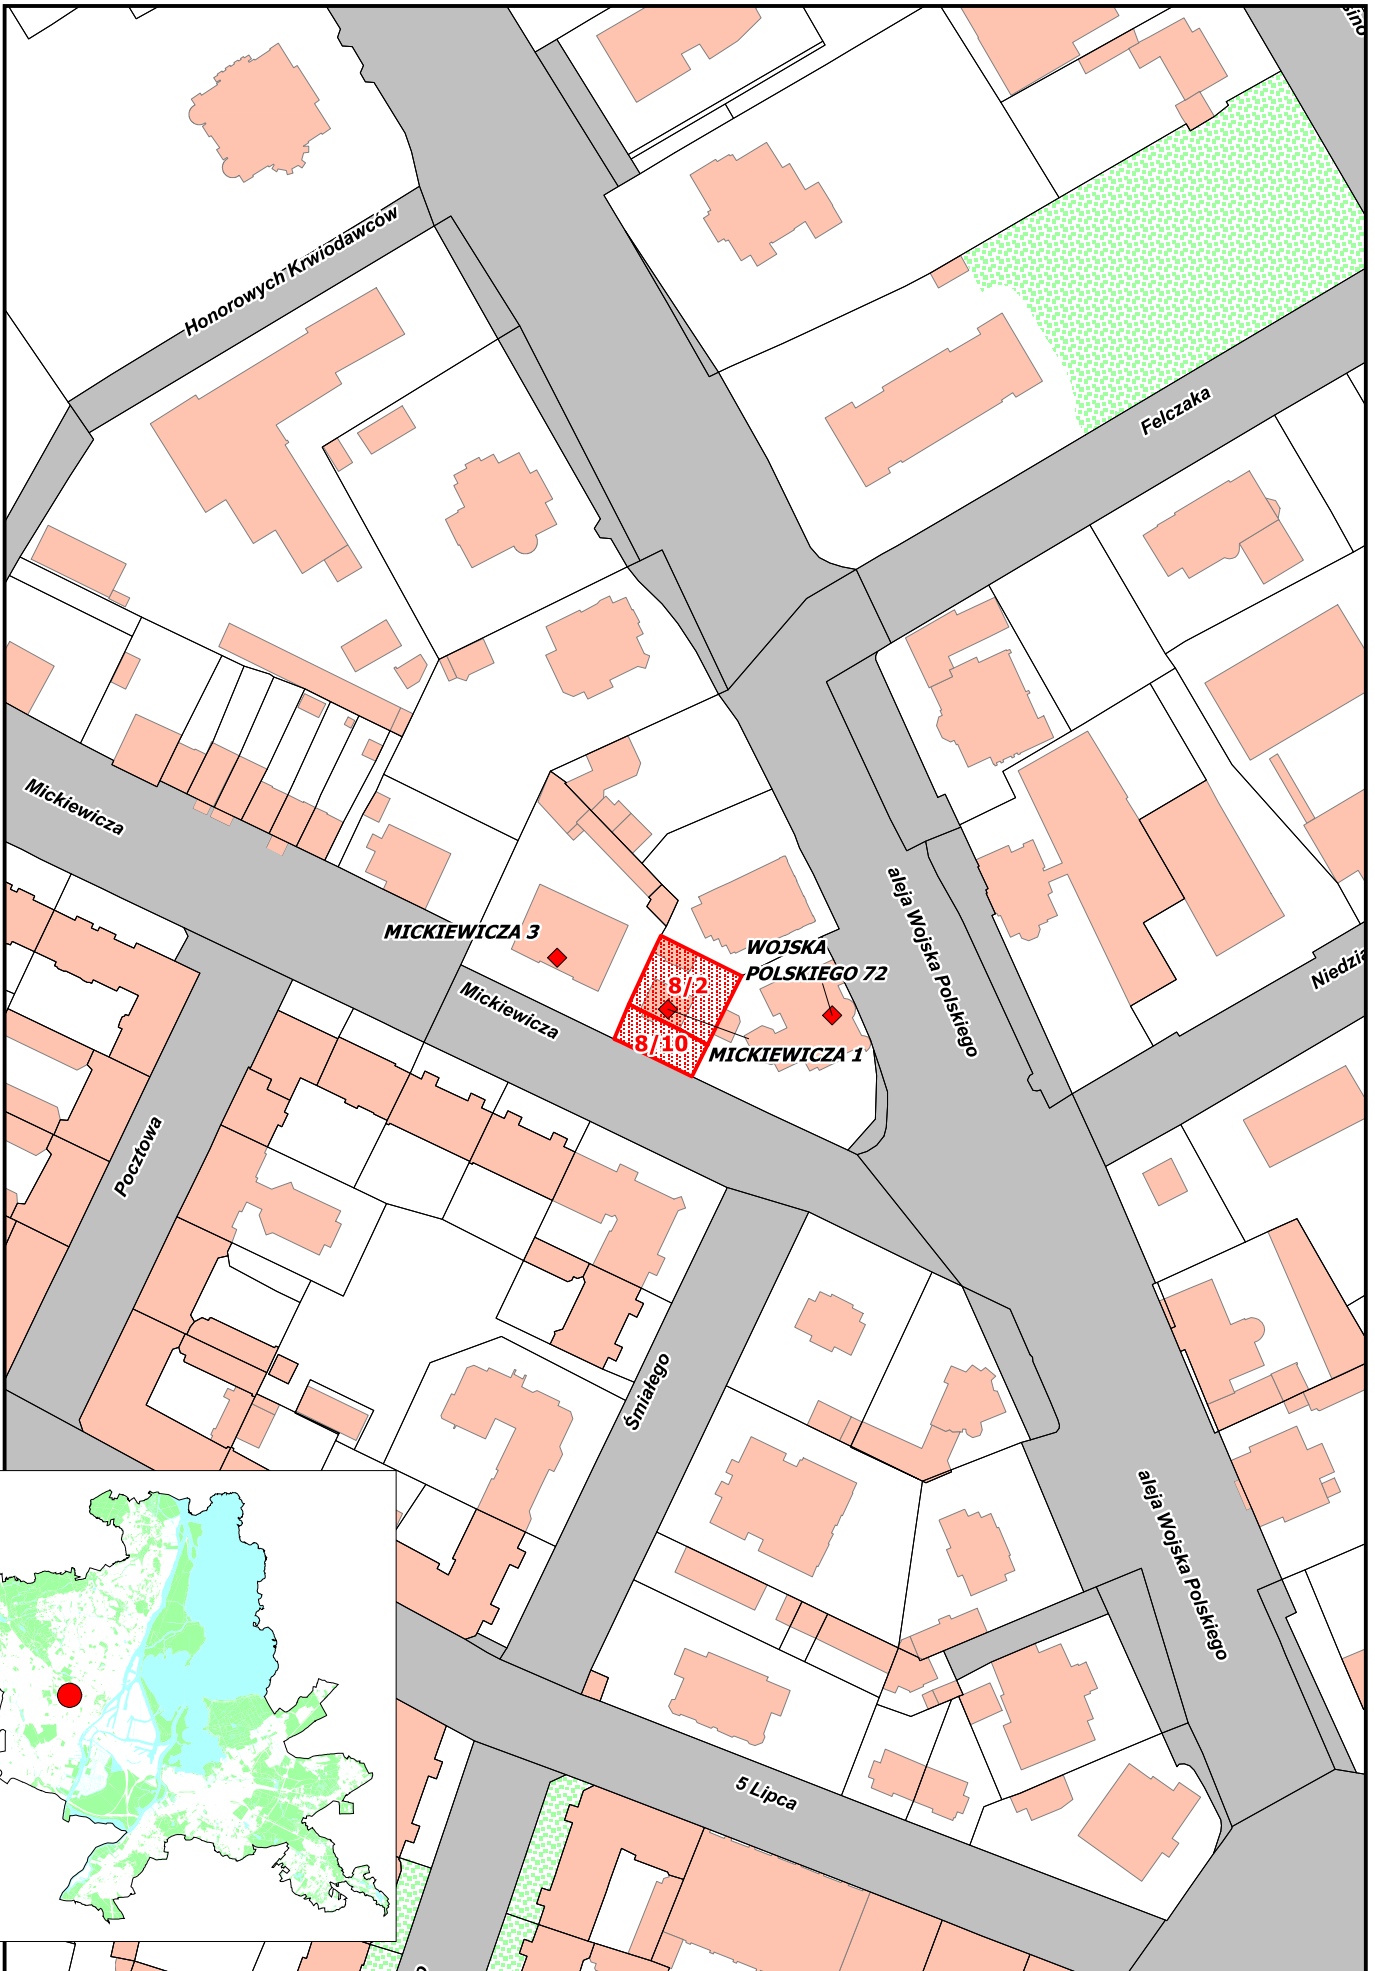 Honorowych Krwiodawców
Felczaka
Mickiewicza
aleja Wojska Polskiego
MICKIEWICZA 3
WOJSKA
POLSKIEGO 72
8/2
Mickiewicza
8/10
MICKIEWICZA 1
Pocztowa
Śmiałego
aleja Wojska Polskiego
5 Lipca